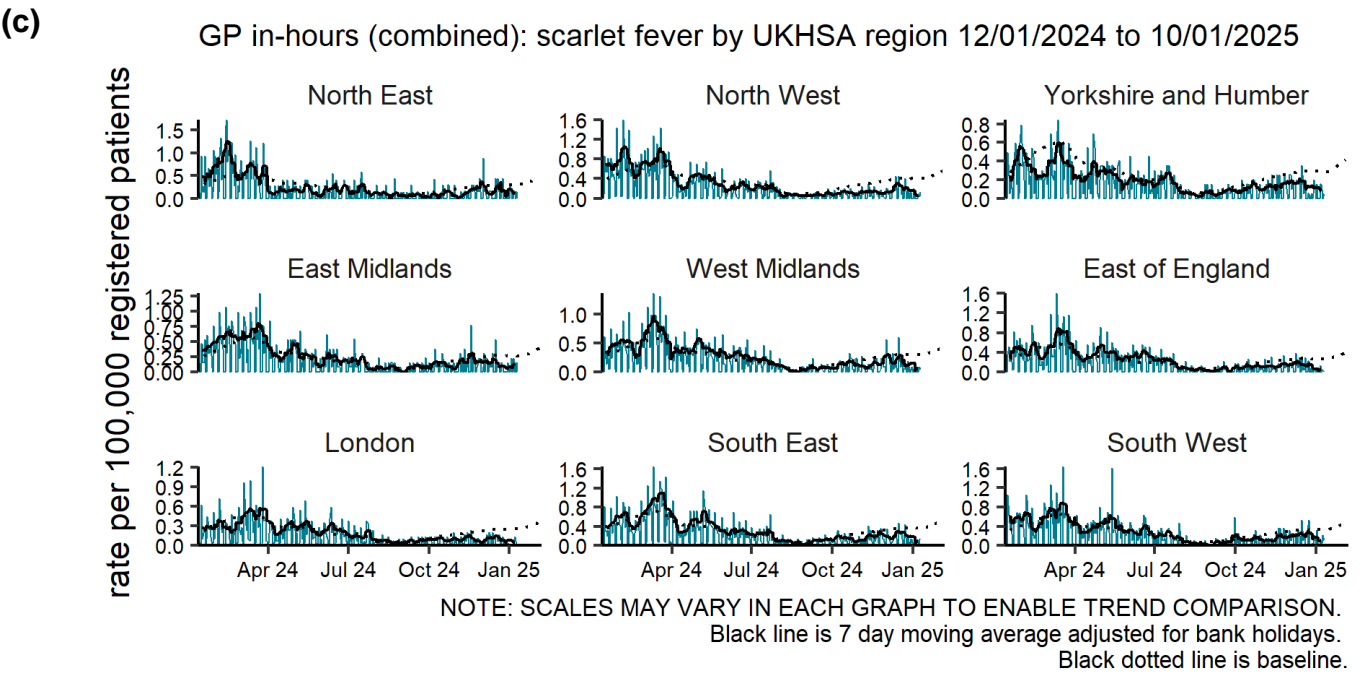 (c)
GP in-hours (combined): scarlet fever by UKHSA region 12/01/2024 to 10/01/2025
rate per 100,000 registered patients
North East
1.5
1.0
0.5
0.0
North West
1.6
1.2
0.8
0.4
0.0
Yorkshire and Humber
0.8
0.6
0.4
0.2
0.0
East Midlands
1.25
1.00
0.75
0.50
0.25
0.00
West Midlands
1.0
0.5
0.0
East of England
1.6
1.2
0.8
0.4
0.0
London
1.2
0.9
0.6
0.3
0.0
South East
1.6
1.2
0.8
0.4
0.0
South West
1.6
1.2
0.8
0.4
0.0
Apr 24 Jul 24 Oct 24 Jan 25
Apr 24 Jul 24 Oct 24 Jan 25
Apr 24 Jul 24 Oct 24 Jan 25
NOTE: SCALES MAY VARY IN EACH GRAPH TO ENABLE TREND COMPARISON.
Black line is 7 day moving average adjusted for bank holidays.
Black dotted line is baseline.